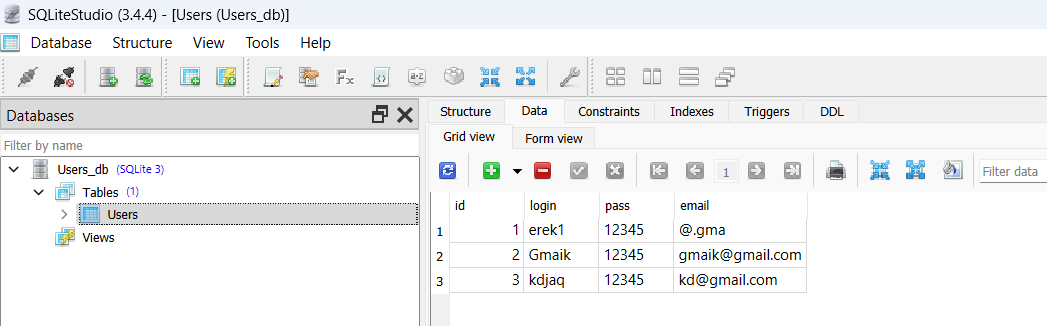 SQLiteStudio (3.4.4) - [Users (Users_db)]
Database Structure View Tools Help
Databases
Filter by name
Users_db (SQLite 3)
Tables (1)
Users
Views
Structure Data Constraints Indexes Triggers DDL
Grid view Form view
1 Filter data
id login pass email
1 1 erek1 12345 @.gma
2 2 Gmaik 12345 gmaik@gmail.com
3 3 kdjaq 12345 kd@gmail.com